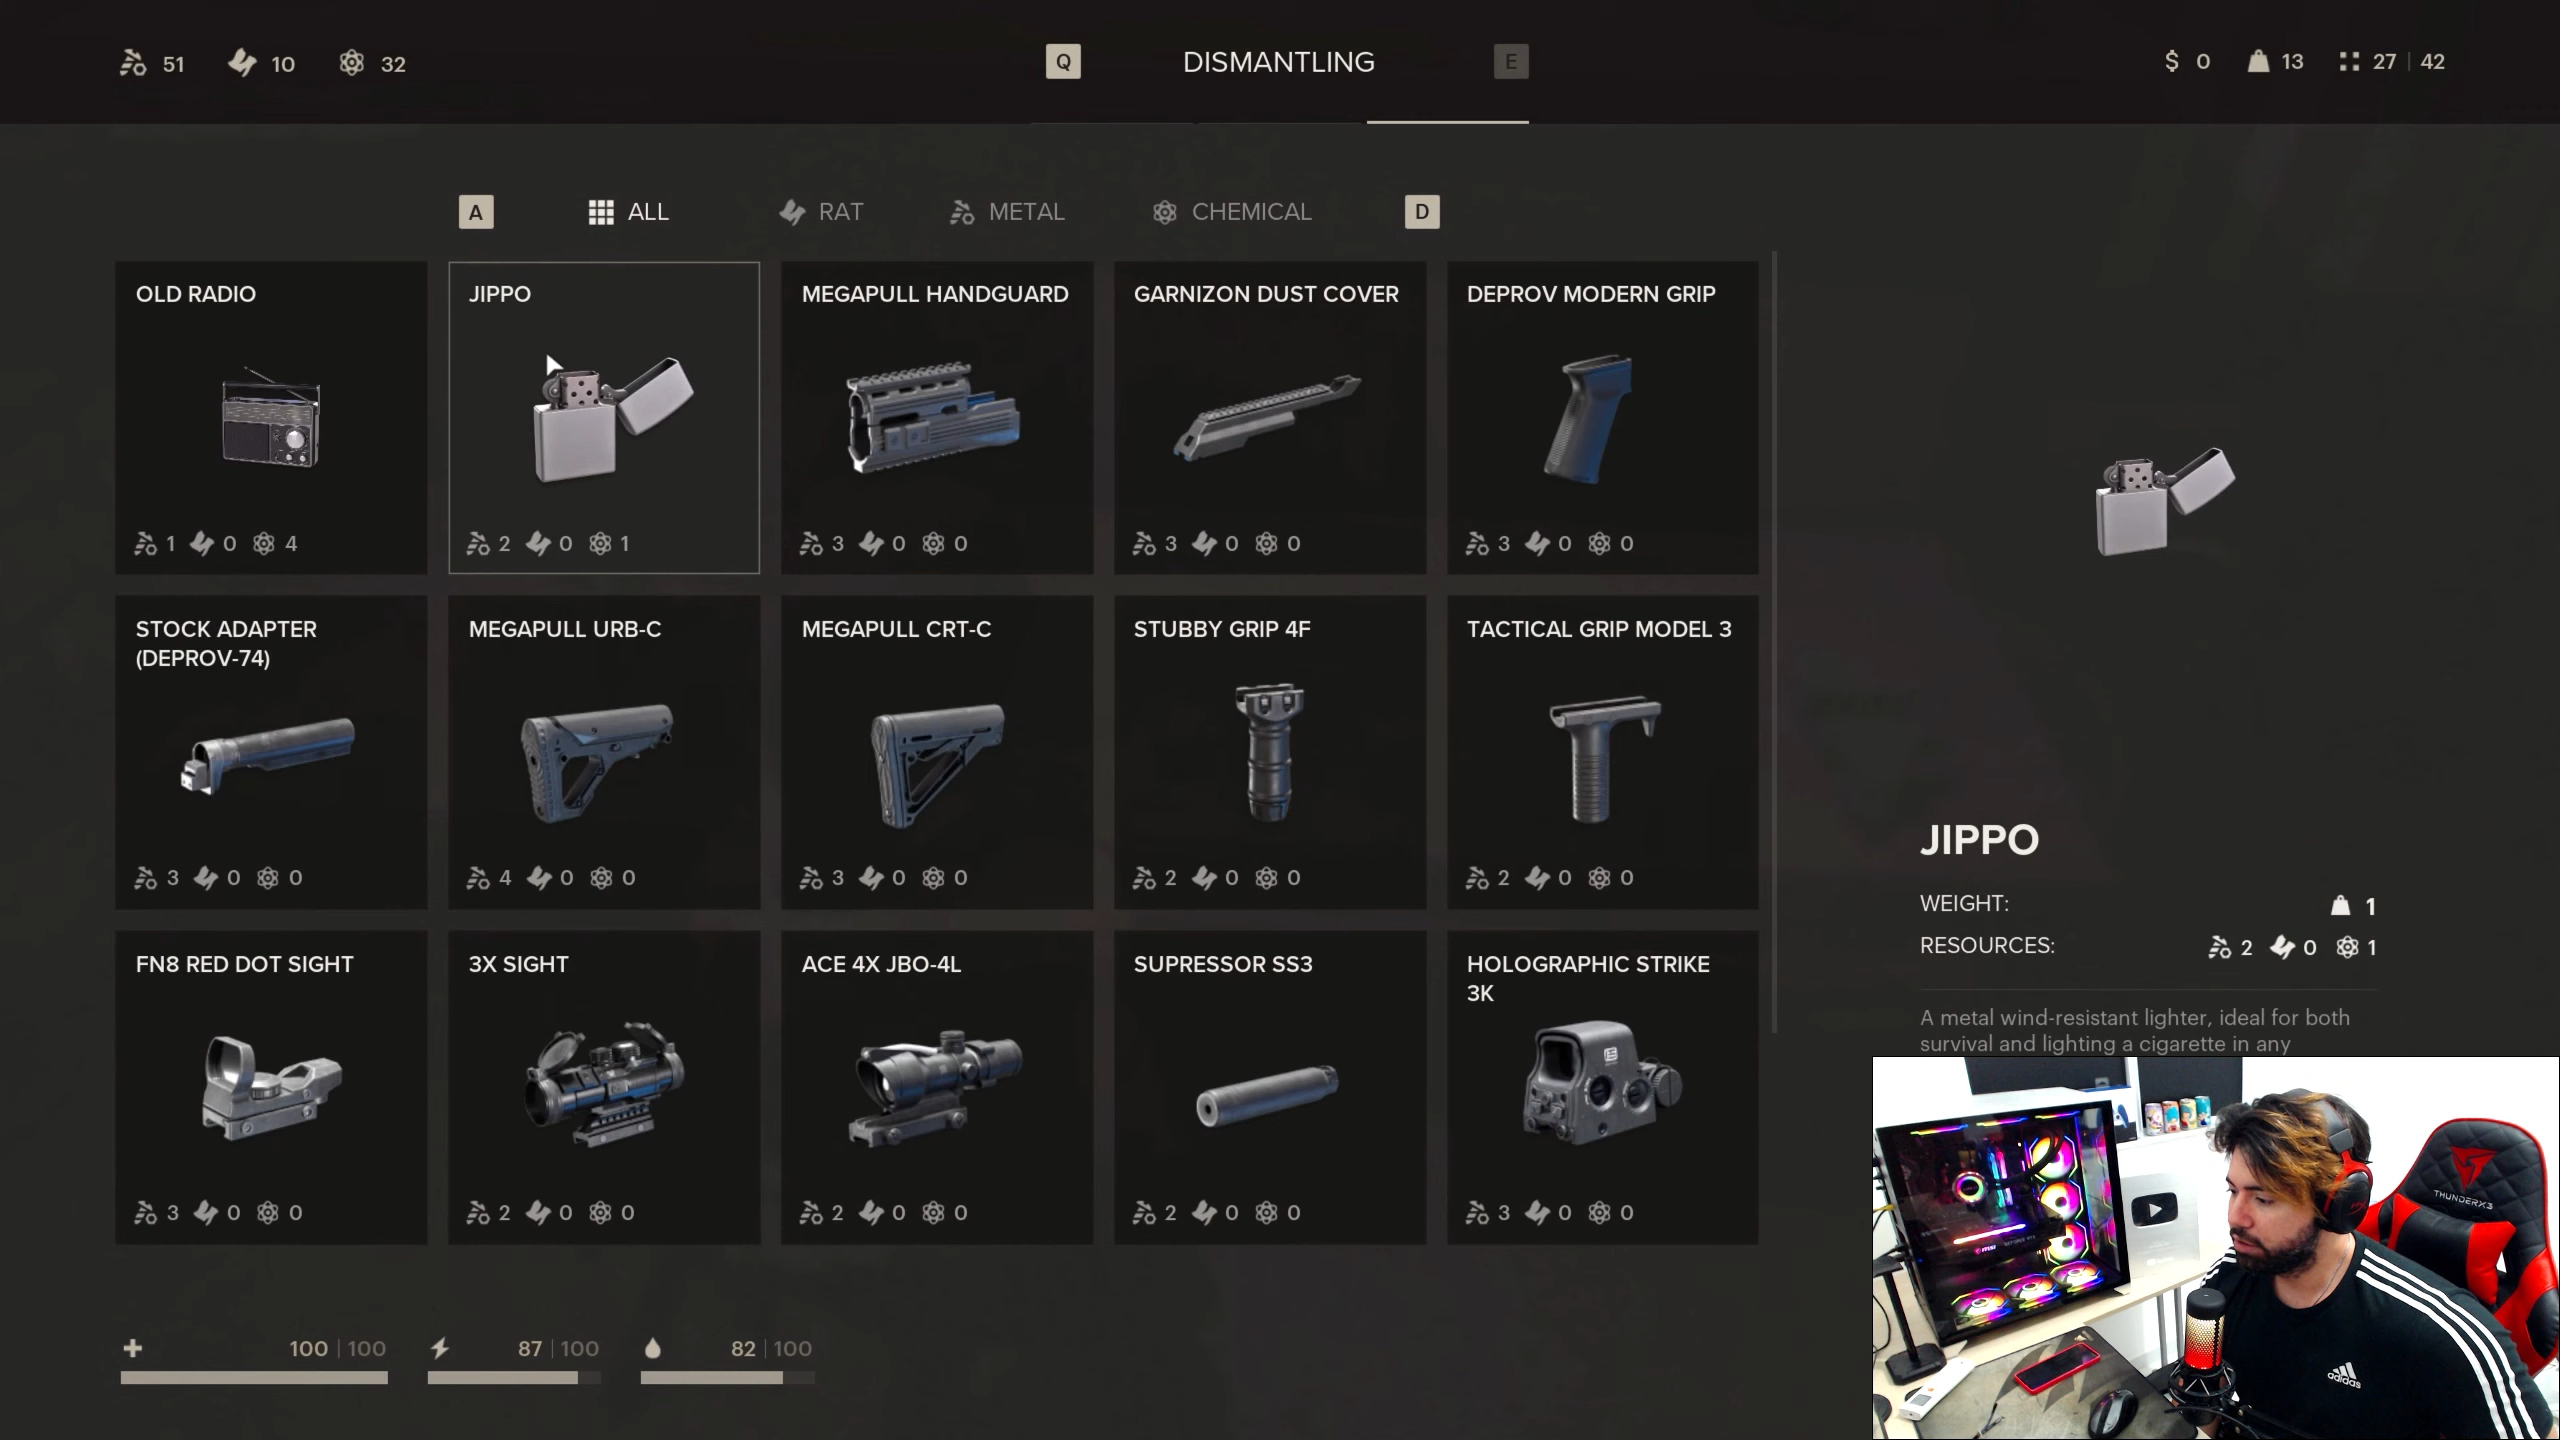 51 10 32
Q DISMANTLING E
$ 0 13 27 | 42
A ALL RAT METAL CHEMICAL D
OLD RADIO
1 0 4
JIPPO
2 0 1
MEGAPULL HANDGUARD
3 0 0
GARNIZON DUST COVER
3 0 0
DEPROV MODERN GRIP
3 0 0
STOCK ADAPTER
(DEPROV-74)
3 0 0
MEGAPULL URB-C
4 0 0
MEGAPULL CRT-C
3 0 0
STUBBY GRIP 4F
2 0 0
TACTICAL GRIP MODEL 3
2 0 0
FN8 RED DOT SIGHT
3 0 0
3X SIGHT
2 0 0
ACE 4X JBO-4L
2 0 0
SUPRESSOR SS3
2 0 0
HOLOGRAPHIC STRIKE
3K
3 0 0
JIPPO
WEIGHT: 1
RESOURCES: 2 0 1
A metal wind-resistant lighter, ideal for both
survival and lighting a cigarette in any
100 | 100
87 | 100
82 | 100
THUNDERX3
msi
adidas